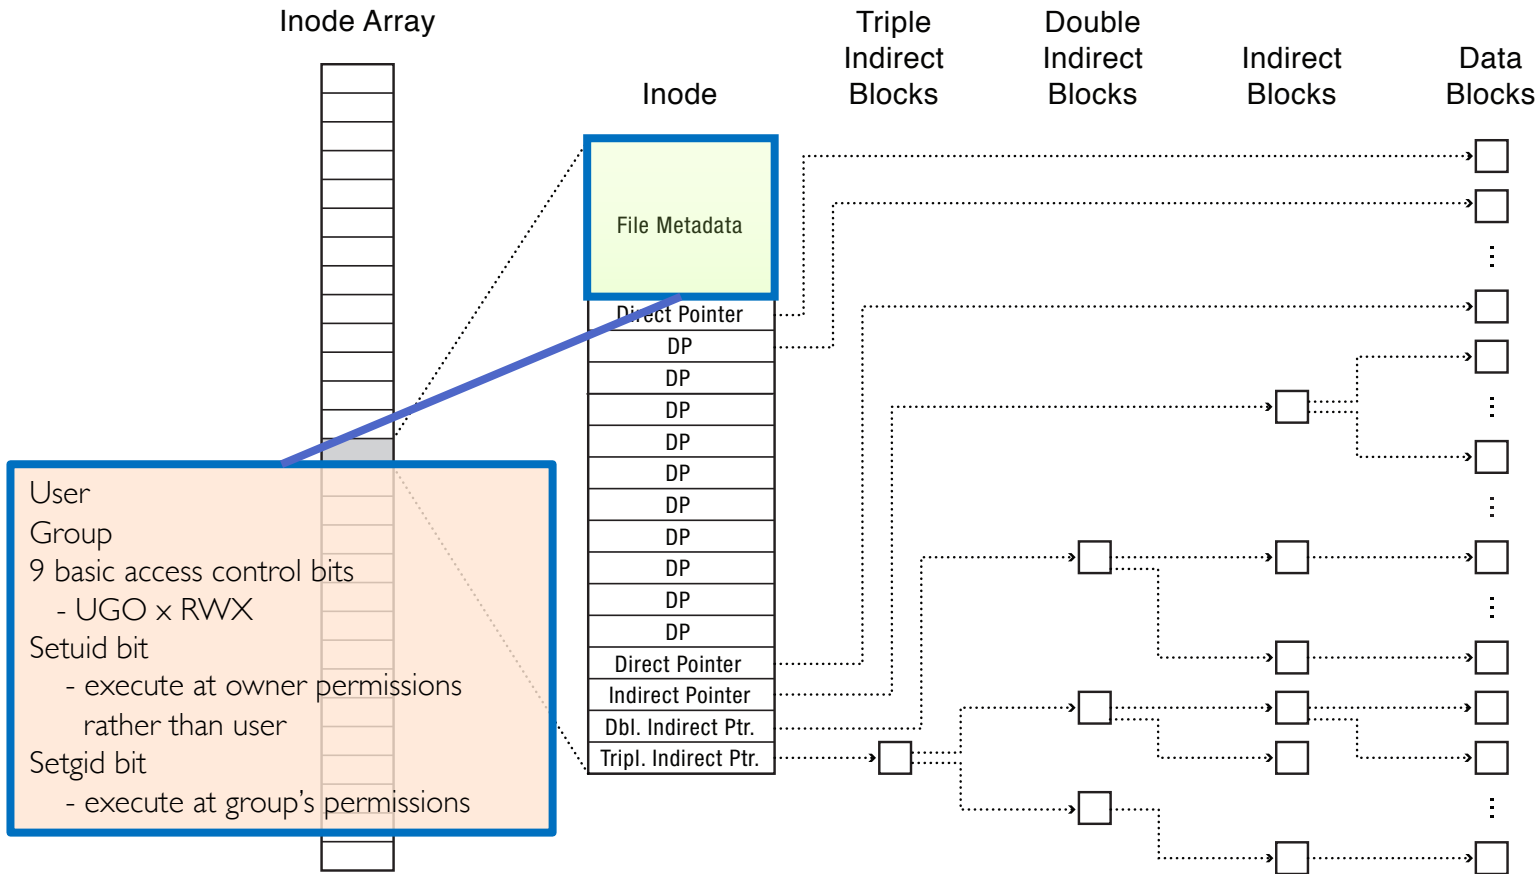 Inode Array
Triple
Indirect
Blocks
Double
Indirect
Blocks
Indirect
Blocks
Data
Blocks
Inode
File Metadata
Direct Pointer
DP
DP
DP
DP
DP
DP
DP
DP
DP
DP
Direct Pointer
Indirect Pointer
Dbl. Indirect Ptr.
Tripl. Indirect Ptr.
User
Group
9 basic access control bits
- UGO x RWX
Setuid bit
- execute at owner permissions
rather than user
Setgid bit
- execute at group's permissions